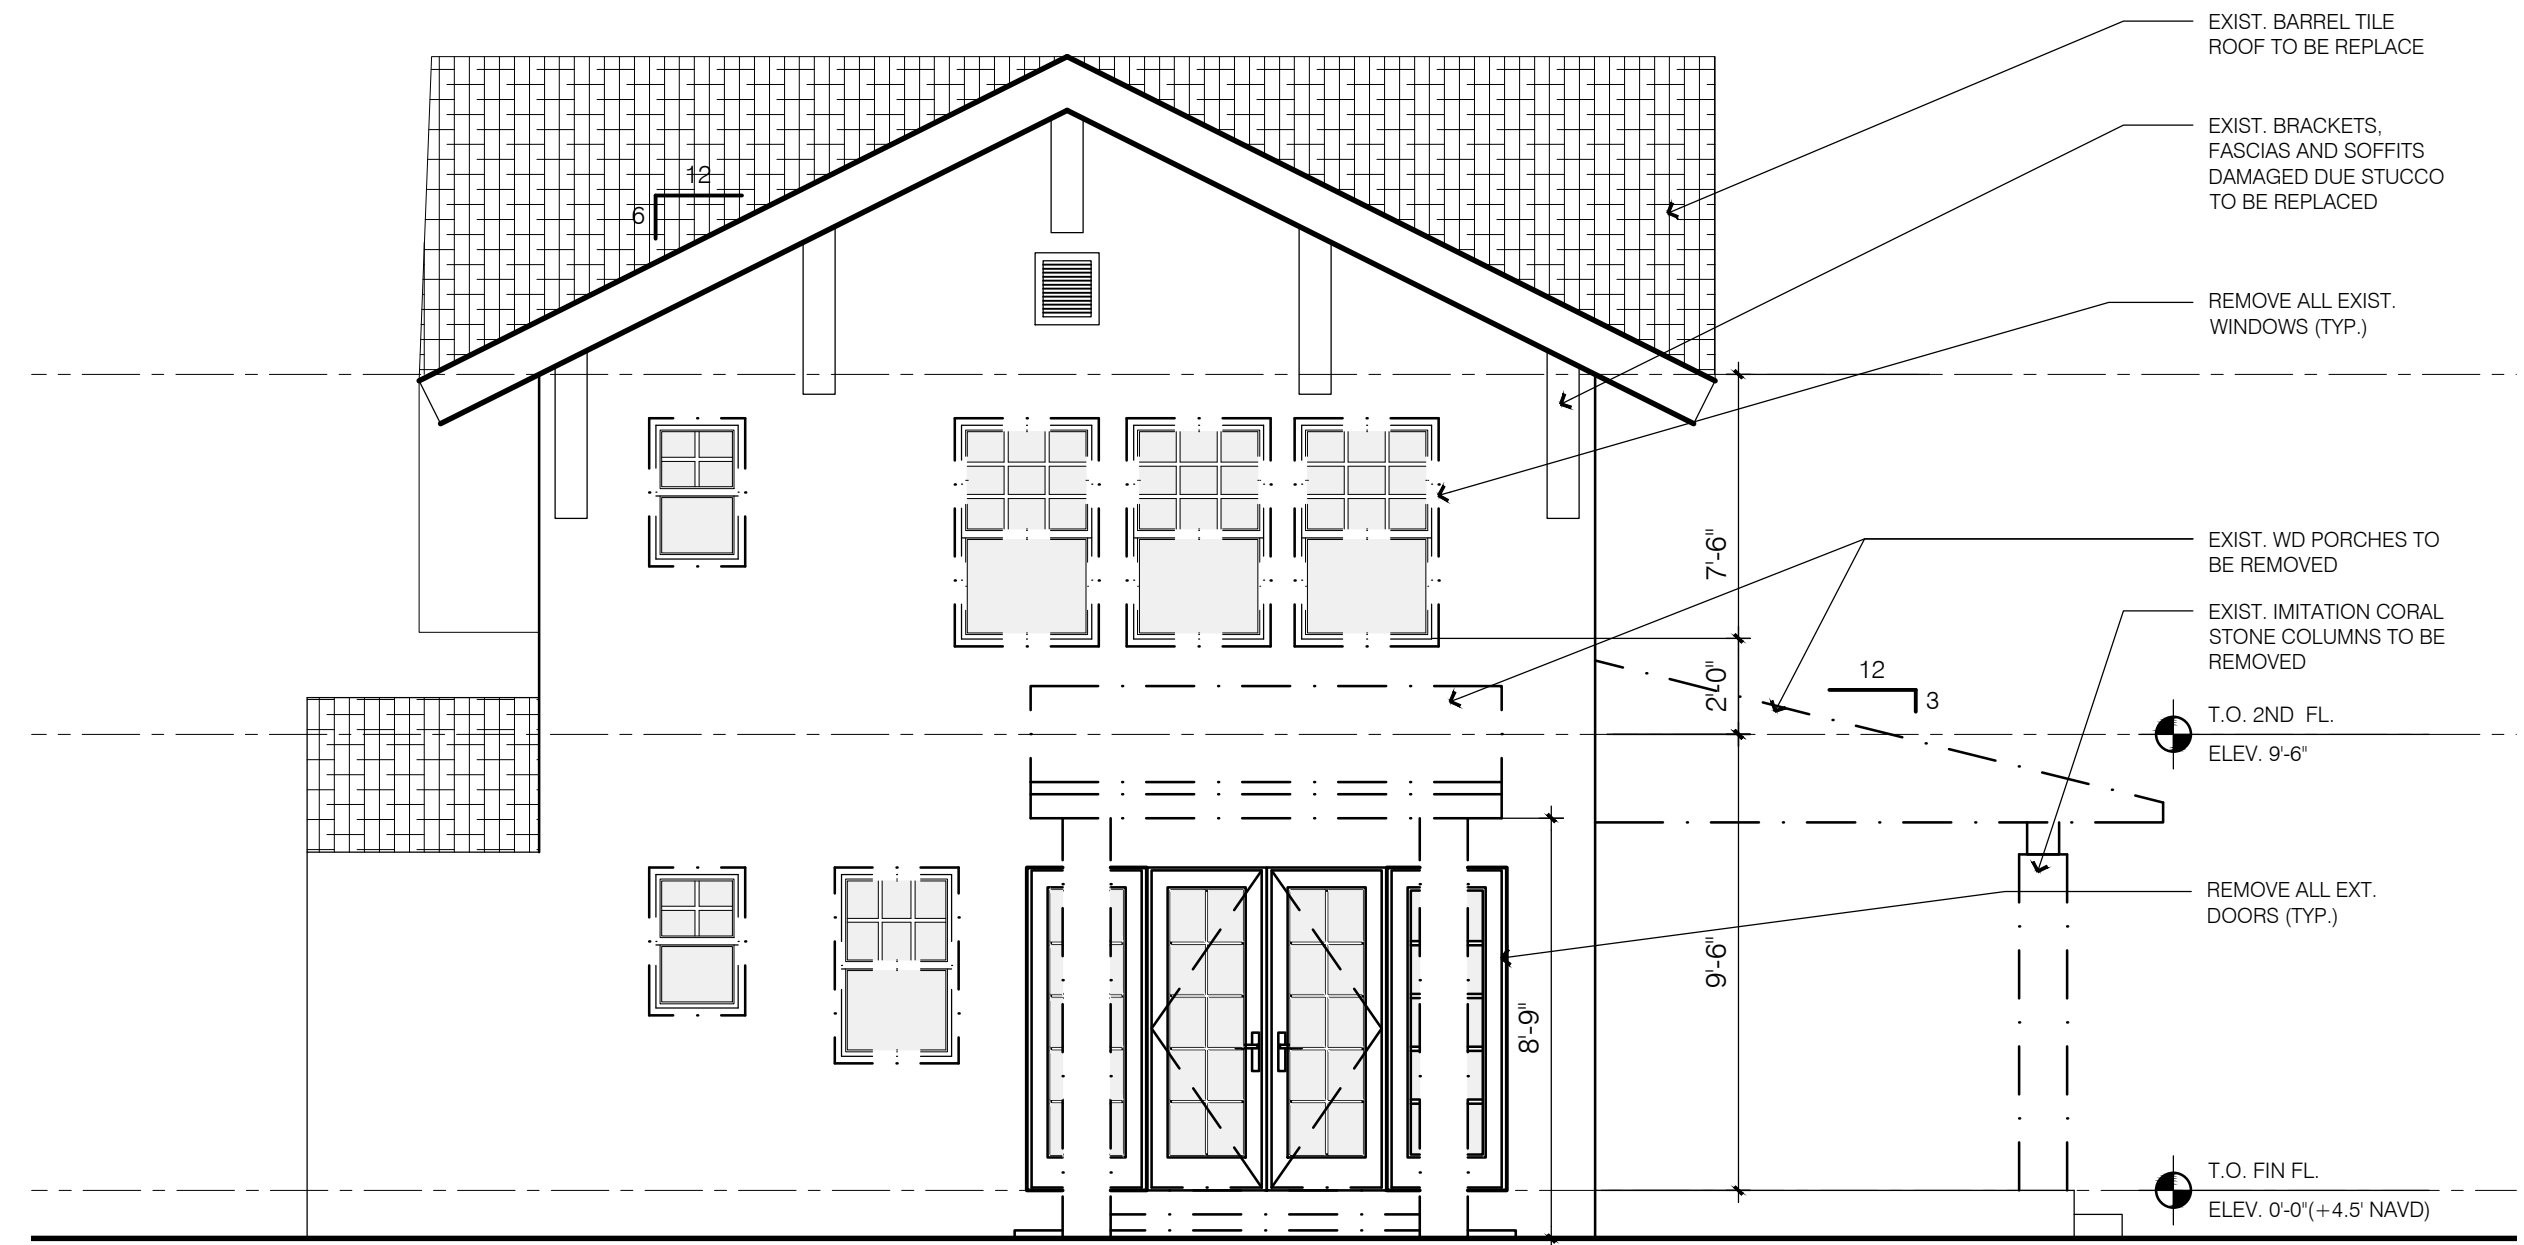 EXIST. BARREL TILE
ROOF TO BE REPLACE
EXIST. BRACKETS,
FASCIAS AND SOFFITS
DAMAGED DUE STUCCO
TO BE REPLACED
12
6
REMOVE ALL EXIST.
WINDOWS (TYP.)
7'-6"
EXIST. WD PORCHES TO
BE REMOVED
EXIST. IMITATION CORAL
STONE COLUMNS TO BE
REMOVED
2'-0"
12
3
T.O. 2ND FL.
ELEV. 9'-6"
REMOVE ALL EXT.
DOORS (TYP.)
9'-6"
8'-9"
T.O. FIN FL.
ELEV. 0'-0"(+4.5' NAVD)